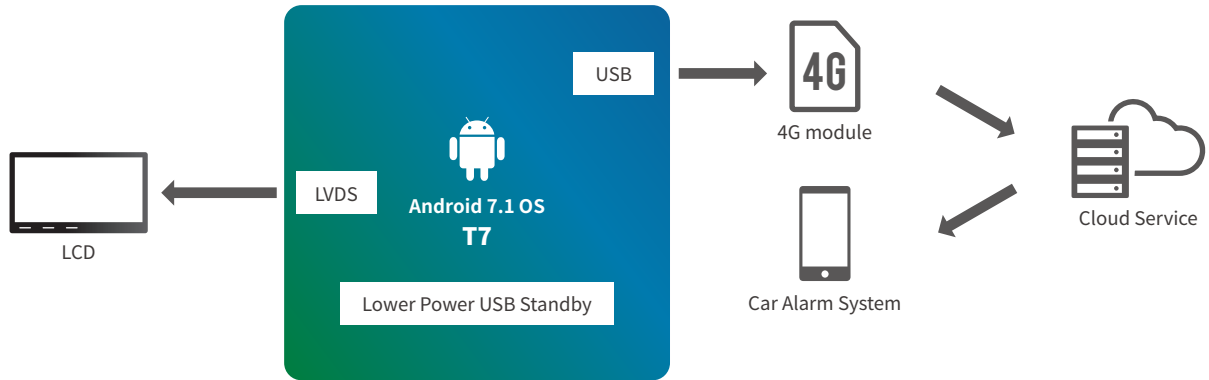 USB
4G
4G module
LVDS
Android 7.1 OS
T7
LCD
Cloud Service
Lower Power USB Standby
Car Alarm System